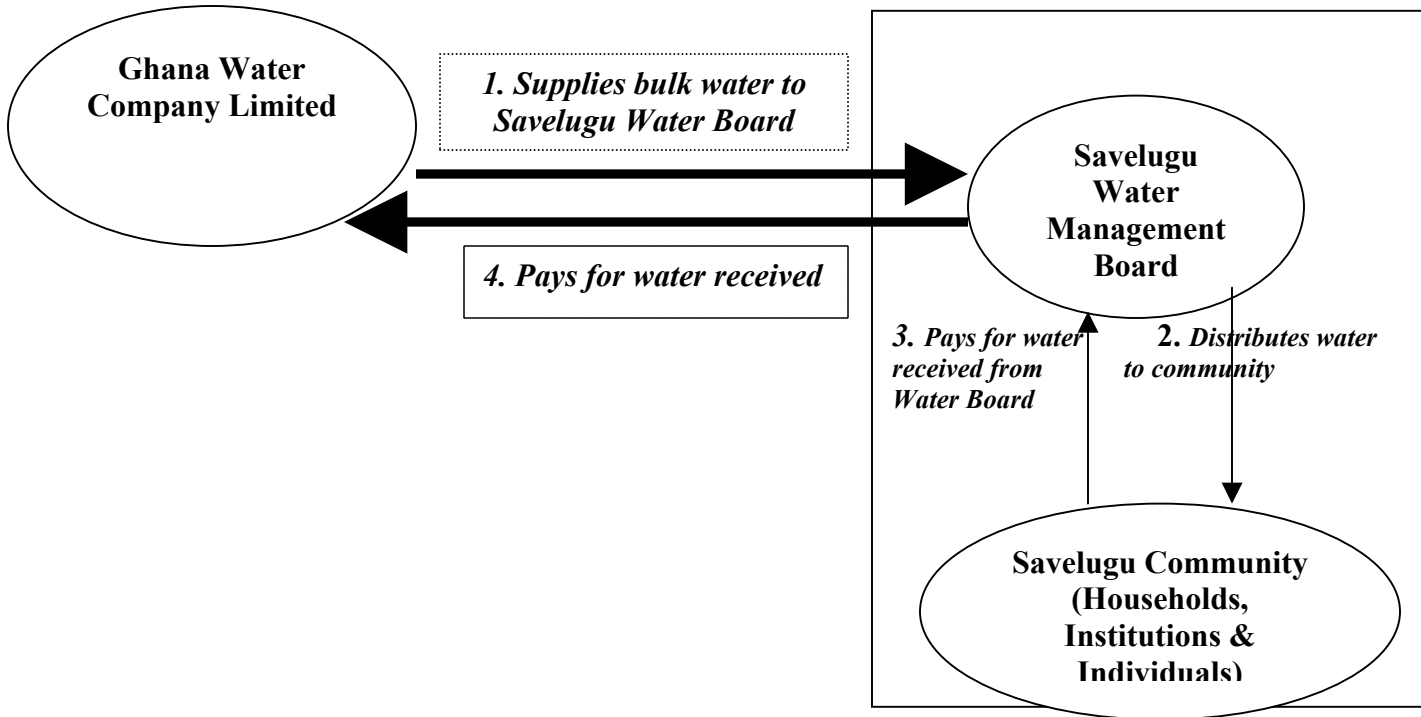 Ghana Water
Company Limited
1. Supplies bulk water to
Savelugu Water Board
Savelugu
Water
Management
Board
4. Pays for water received
3. Pays for water
received from
Water Board
2. Distributes water
to community
Savelugu Community
(Households,
Institutions &
Individuals)